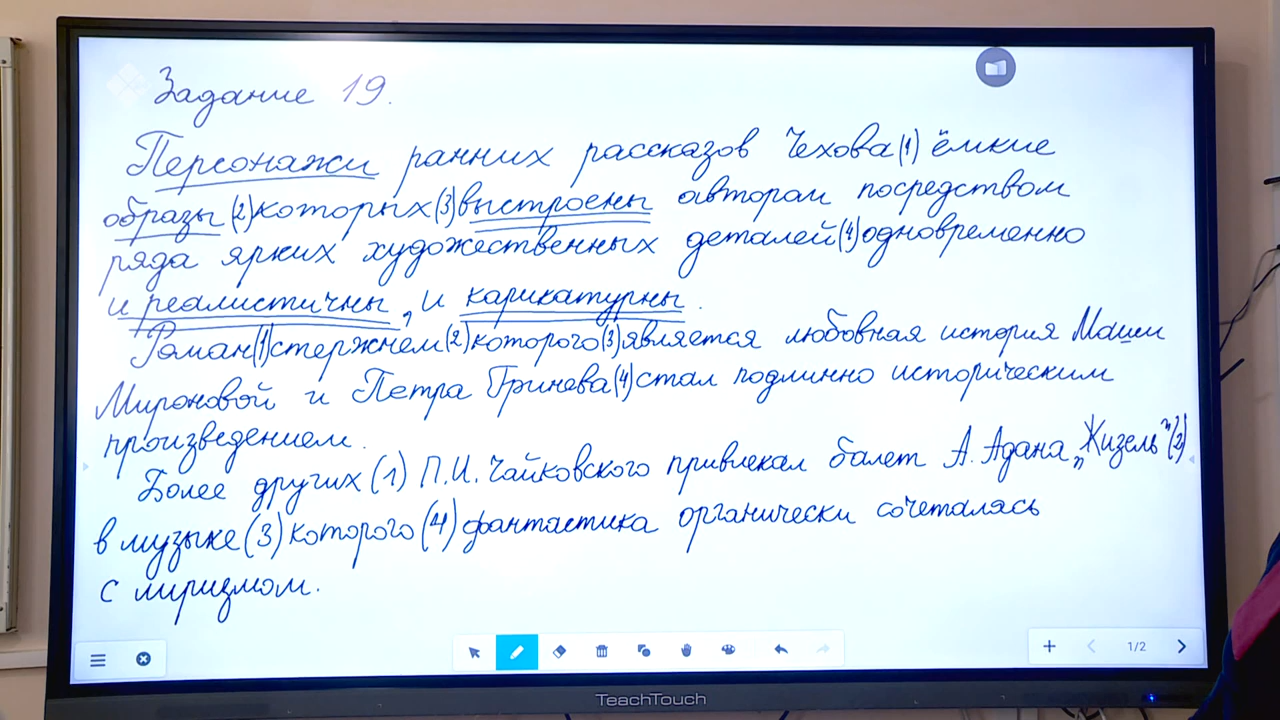 Задание 19.
Персонажи ранних рассказов Чехова(1) ёмкие
образы(2)которых(3)выстроены автором посредством
ряда ярких художественных деталей(4)одновременно
и реалистичны, и карикатурны.
Роман(1)стержнем(2)которого(3)является любовная история Маши
Мироновой и Петра Гринёва(4)стал подлинно историческим
произведением.
Более других (1) П.И. Чайковского привлекал балет А. Адана „Жизель"(2)
в музыке (3) которого (4) фантастика органически сочеталась
с лиризмом.
1/2
TeachTouch